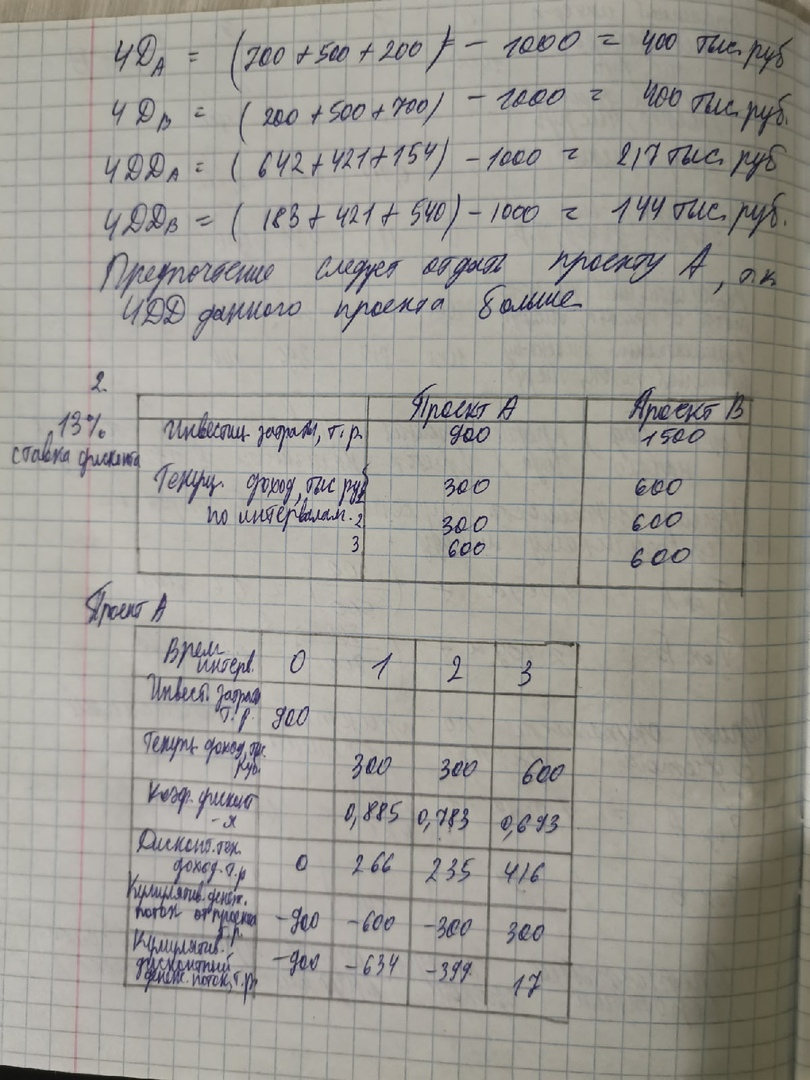 ЧД_А = (700 + 500 + 200) - 1000 = 400 тыс. руб
ЧД_В = (200 + 500 + 700) - 1000 = 400 тыс. руб.
ЧДД_А = (642 + 421 + 154) - 1000 = 217 тыс. руб
ЧДД_В = (183 + 421 + 540) - 1000 = 144 тыс. руб.
Предпочтение следует отдать проекту А, т.к
ЧДД данного проекта больше
2.
Проект А Проект В
13% Инвестиц. затраты, т.р. 900 1500
ставка дисконта
Текущ. доход, тыс руб 1 300 600
по интервалам. 2 300 600
3 600 600
Проект А
Врем. интерв. 0 1 2 3
Инвест. затраты
т.р. 900
Текущ. доход, тыс.
руб. 300 300 600
Коэф. дисконт
-я 0,885 0,783 0,693
Дисконт. тек.
доход. т.р 0 266 235 416
Кумулятив. денеж.
поток от проекта
т.р. -900 -600 -300 300
Кумулятив.
дисконтный
денеж. поток, т.р. -900 -634 -399 17